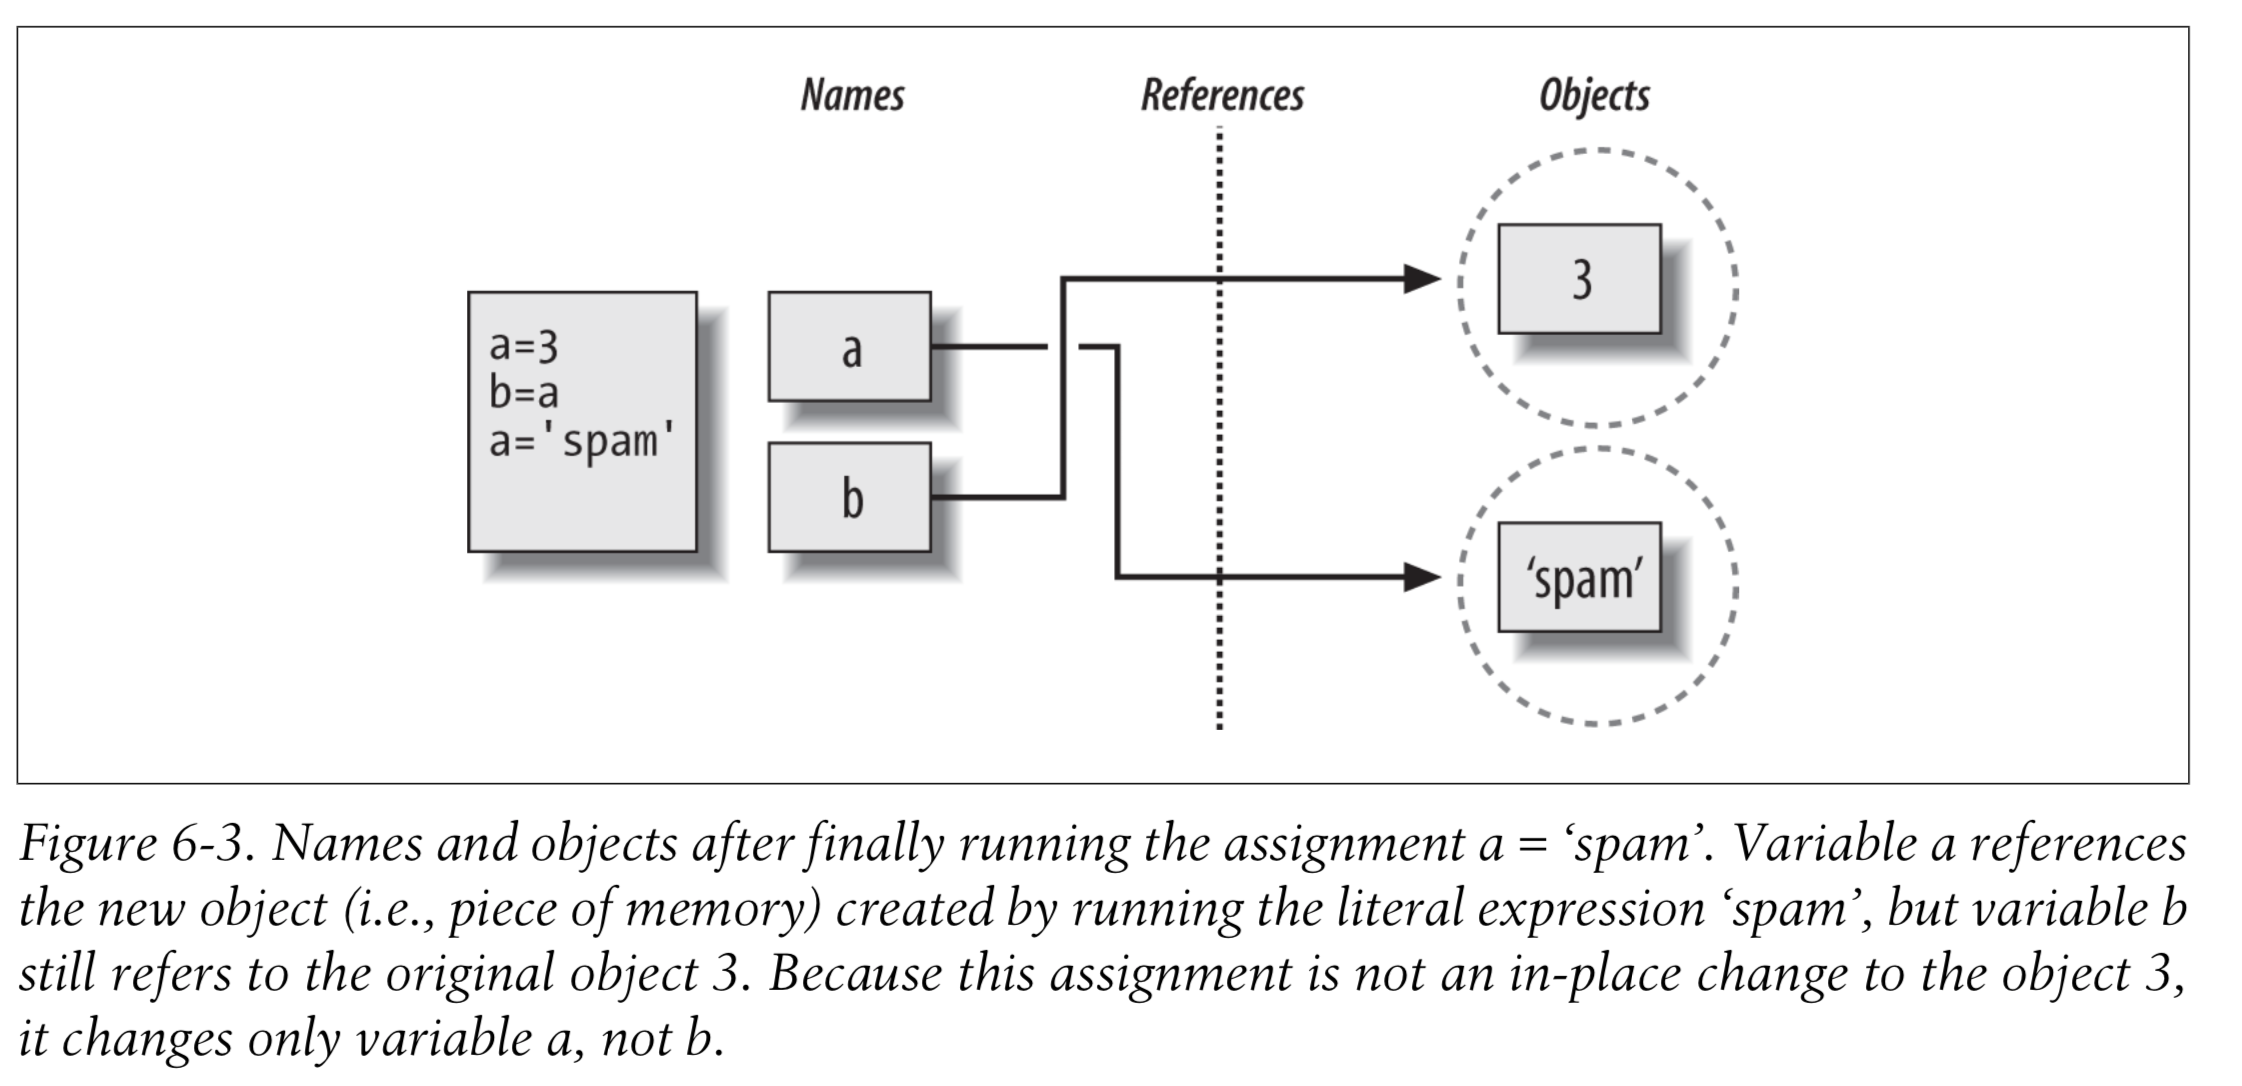 Names References Objects
3
a=3
b=a
a='spam'
a
b
‘spam’
Figure 6-3. Names and objects after finally running the assignment a = ‘spam’. Variable a references
the new object (i.e., piece of memory) created by running the literal expression ‘spam’, but variable b
still refers to the original object 3. Because this assignment is not an in-place change to the object 3,
it changes only variable a, not b.